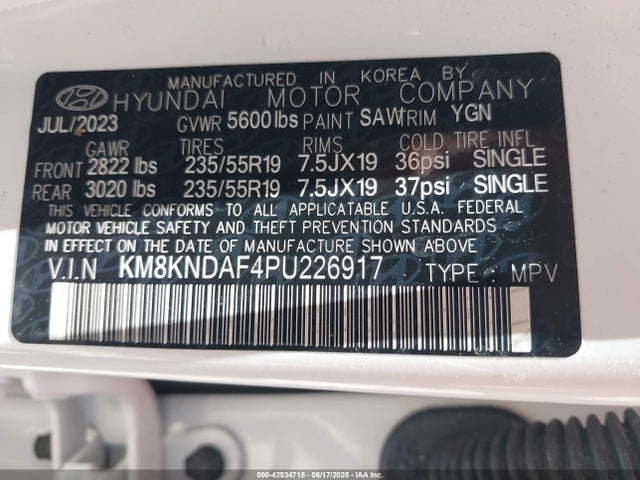 MANUFACTURED IN KOREA BY
HYUNDAI MOTOR COMPANY
JUL/2023 GVWR 5600 lbs PAINT SAW TRIM YGN
GAWR TIRES RIMS COLD TIRE INFL
FRONT 2822 lbs 235/55R19 7.5JX19 36psi SINGLE
REAR 3020 lbs 235/55R19 7.5JX19 37psi SINGLE
THIS VEHICLE CONFORMS TO ALL APPLICATABLE U.S.A. FEDERAL
MOTOR VEHICLE SAFETY AND THEFT PREVENTION STANDARDS
IN EFFECT ON THE DATE OF MANUFACTURE SHOWN ABOVE
V.I.N KM8KNDAF4PU226917 TYPE : MPV
000-42534715 - 06/17/2025 - IAAI.COM